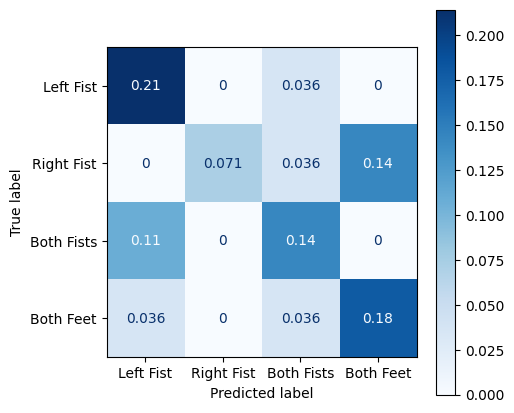 0.200
0.175
0.150
0.125
0.100
0.075
0.050
0.025
0.000
True label
Left Fist
0.21 0 0.036 0
Right Fist
0 0.071 0.036 0.14
Both Fists
0.11 0 0.14 0
Both Feet
0.036 0 0.036 0.18
Left Fist Right Fist Both Fists Both Feet
Predicted label